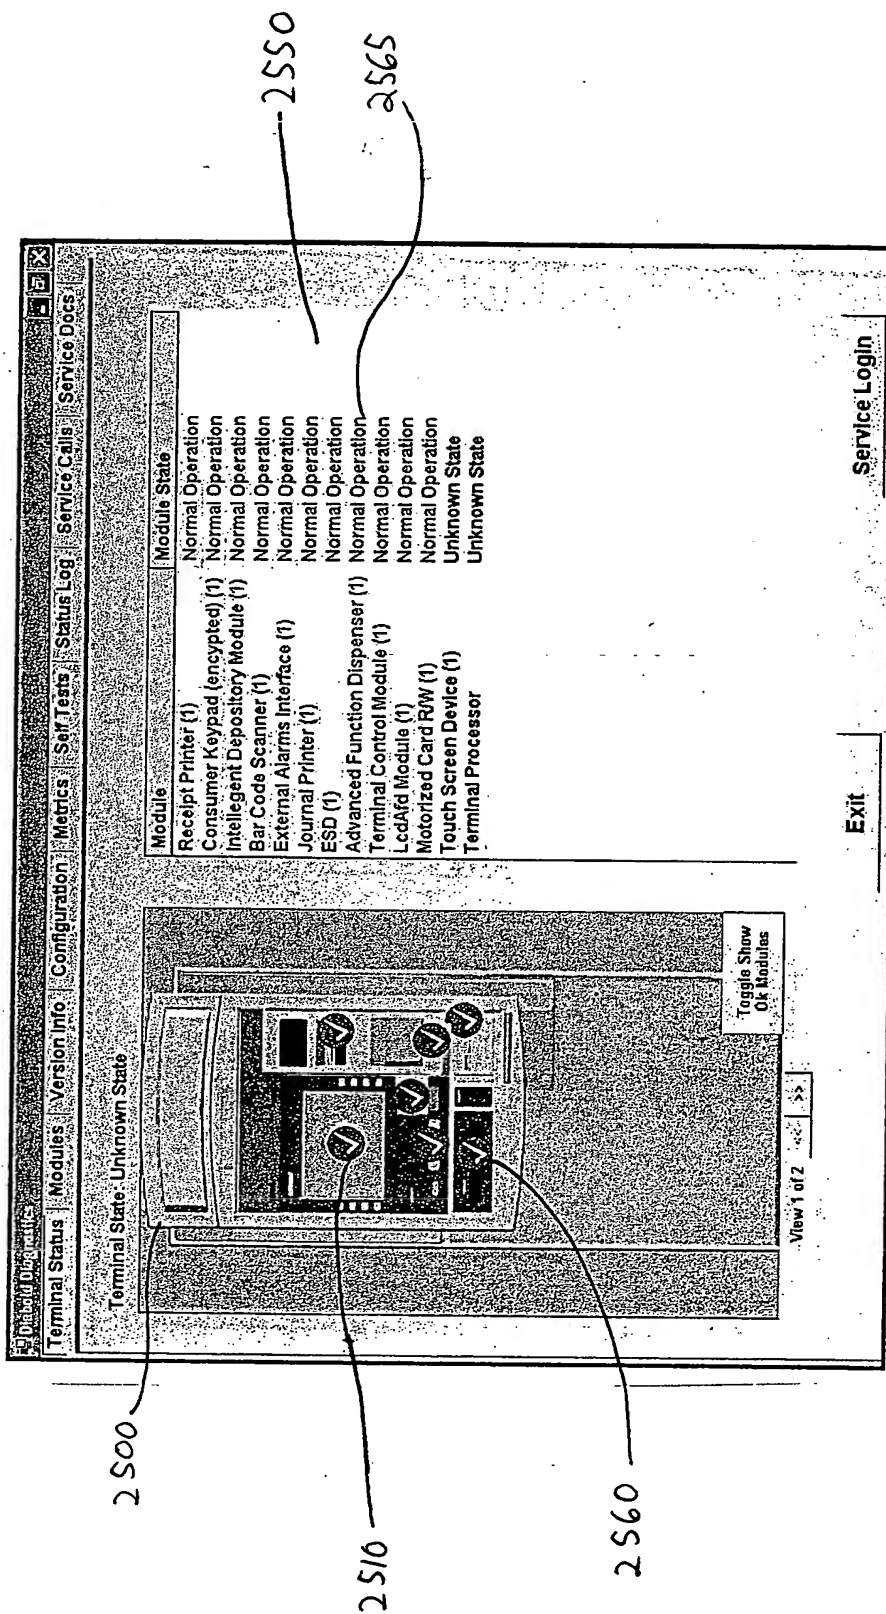 2550
2565
Terminal Status Modules Version Info Configuration Metrics Self Tests Status Log Service Calls Service Docs
Terminal State: Unknown State
Module Module State
Receipt Printer (1) Normal Operation
Consumer Keypad (encypted) (1) Normal Operation
Intellegent Depository Module (1) Normal Operation
Bar Code Scanner (1) Normal Operation
External Alarms Interface (1) Normal Operation
Journal Printer (1) Normal Operation
ESD (1) Normal Operation
Advanced Function Dispenser (1) Normal Operation
Terminal Control Module (1) Normal Operation
LcdAfd Module (1) Normal Operation
Motorized Card R/W (1) Normal Operation
Touch Screen Device (1) Unknown State
Terminal Processor Unknown State
Toggle Show
Ok Modules
View 1 of 2 << >>
Exit
Service Login
2500
2510
2560